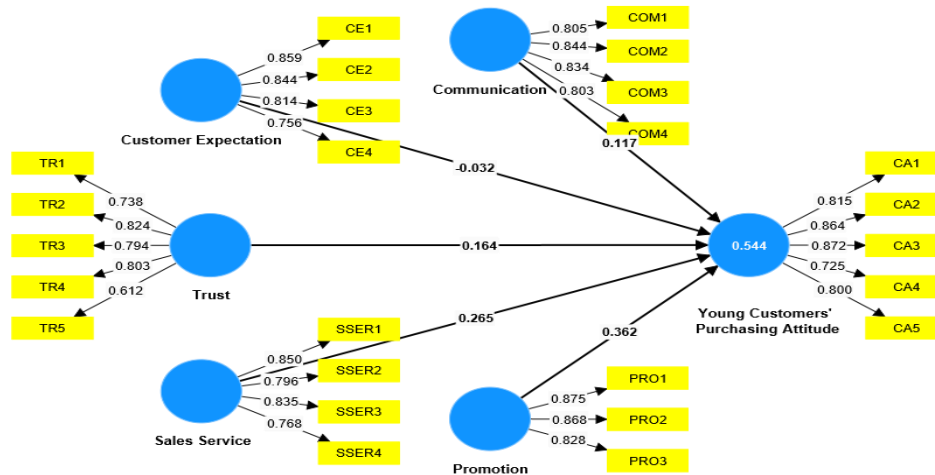 CE1
0.859
CE2
0.844
CE3
0.814
CE4
0.756
Customer Expectation
COM1
0.805
COM2
0.844
COM3
0.834
COM4
0.803
Communication
0.117
-0.032
TR1
0.738
TR2
0.824
TR3
0.794
TR4
0.803
TR5
0.612
Trust
0.164
0.544
CA1
0.815
CA2
0.864
CA3
0.872
CA4
0.725
CA5
0.800
Young Customers'
Purchasing Attitude
0.265
0.362
SSER1
0.850
SSER2
0.796
SSER3
0.835
SSER4
0.768
Sales Service
PRO1
0.875
PRO2
0.868
PRO3
0.828
Promotion